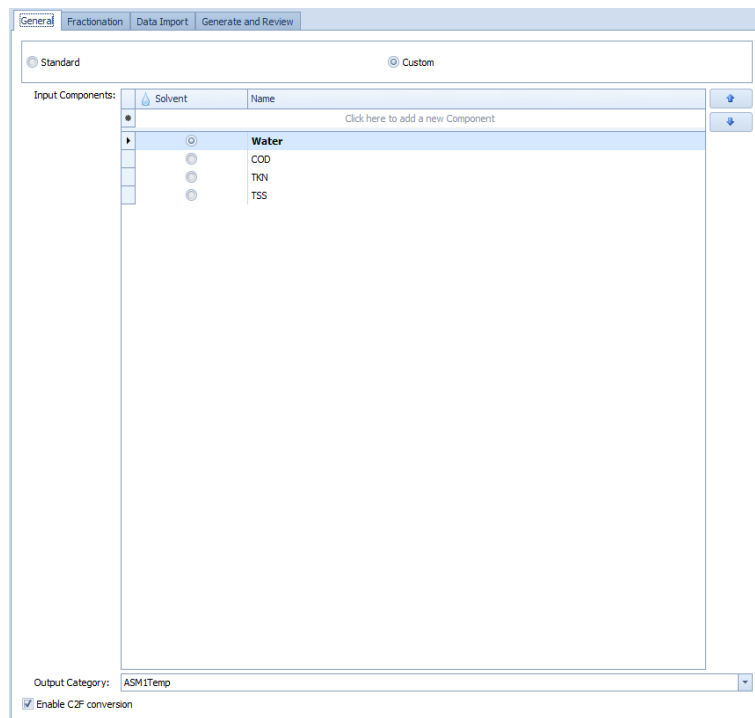 General Fractionation Data Import Generate and Review
Standard Custom
Input Components: Solvent Name
Click here to add a new Component
Water
COD
TKN
TSS
Output Category: ASM1Temp
Enable C2F conversion